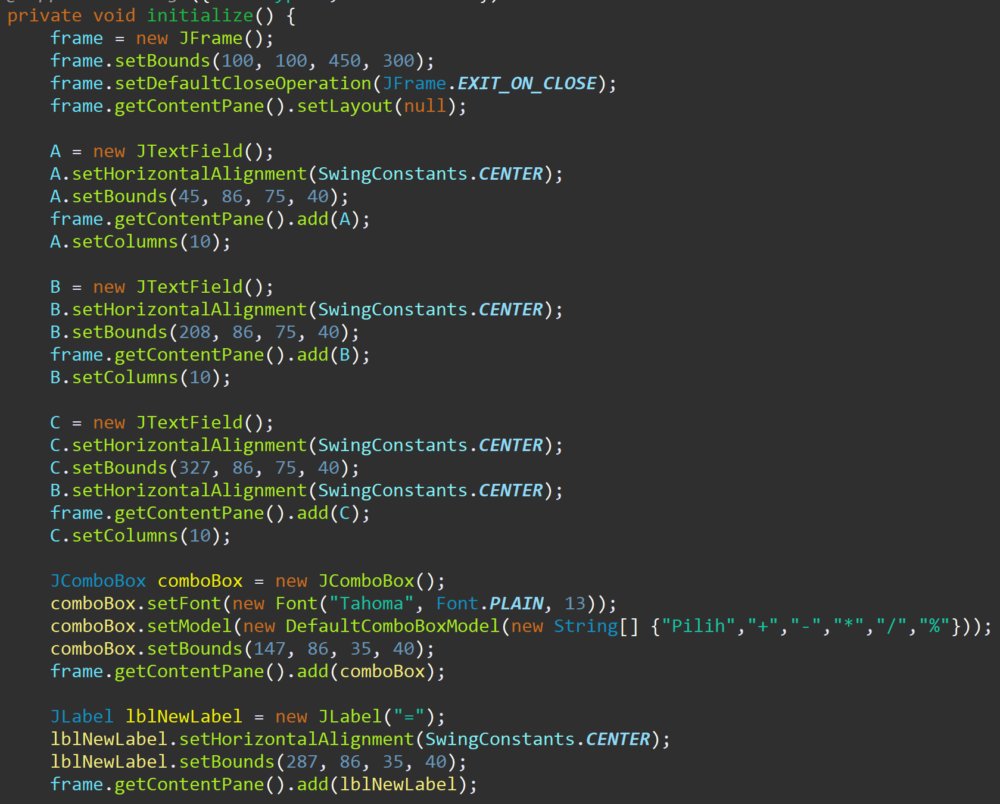 private void initialize() {
    frame = new JFrame();
    frame.setBounds(100, 100, 450, 300);
    frame.setDefaultCloseOperation(JFrame.EXIT_ON_CLOSE);
    frame.getContentPane().setLayout(null);

    A = new JTextField();
    A.setHorizontalAlignment(SwingConstants.CENTER);
    A.setBounds(45, 86, 75, 40);
    frame.getContentPane().add(A);
    A.setColumns(10);

    B = new JTextField();
    B.setHorizontalAlignment(SwingConstants.CENTER);
    B.setBounds(208, 86, 75, 40);
    frame.getContentPane().add(B);
    B.setColumns(10);

    C = new JTextField();
    C.setHorizontalAlignment(SwingConstants.CENTER);
    C.setBounds(327, 86, 75, 40);
    B.setHorizontalAlignment(SwingConstants.CENTER);
    frame.getContentPane().add(C);
    C.setColumns(10);

    JComboBox comboBox = new JComboBox();
    comboBox.setFont(new Font("Tahoma", Font.PLAIN, 13));
    comboBox.setModel(new DefaultComboBoxModel(new String[] {"Pilih","+","-","*","/","%"}));
    comboBox.setBounds(147, 86, 35, 40);
    frame.getContentPane().add(comboBox);

    JLabel lblNewLabel = new JLabel("=");
    lblNewLabel.setHorizontalAlignment(SwingConstants.CENTER);
    lblNewLabel.setBounds(287, 86, 35, 40);
    frame.getContentPane().add(lblNewLabel);